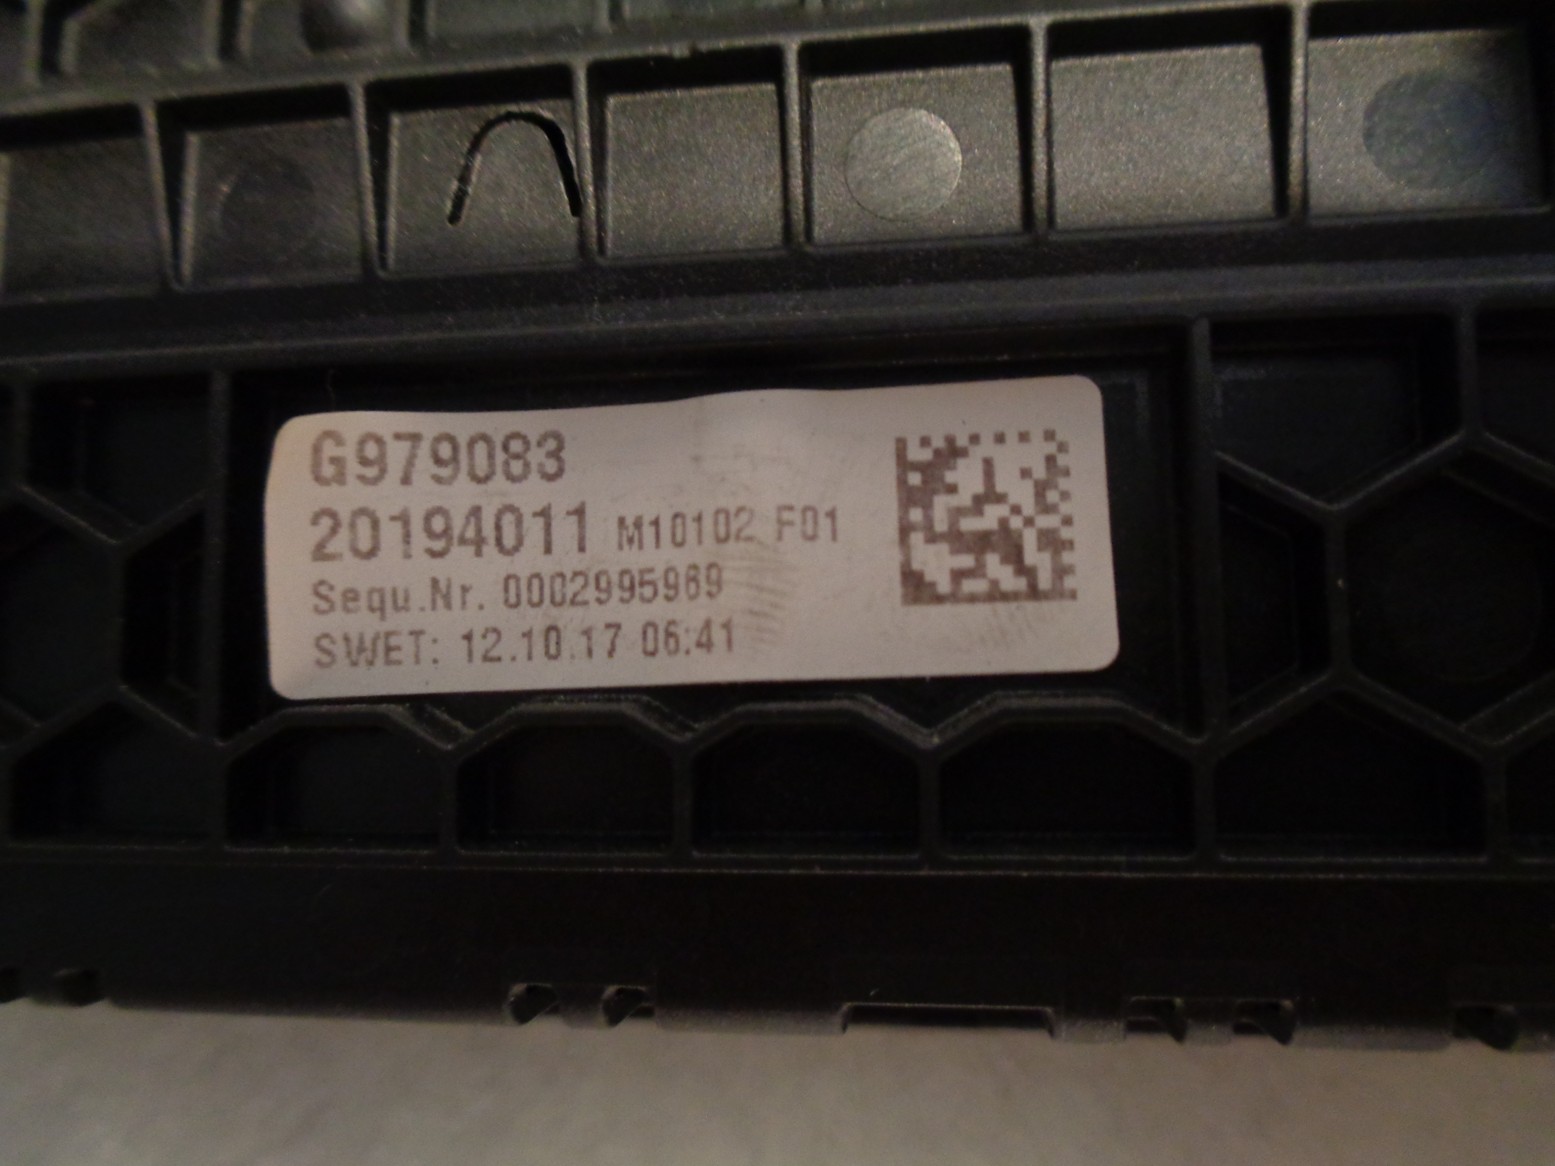 G979083
20194011 M10102 F01
Sequ.Nr. 0002995969
SWET: 12.10.17 06:41